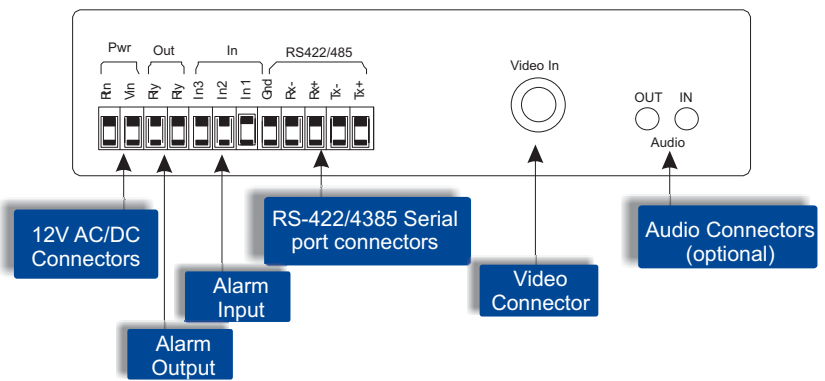 Pwr Out In RS422/485
Rtn Vin Rly Rly In3 In2 In1 Gnd Rx- Rx+ Tx- Tx+
Video In
OUT IN
Audio
12V AC/DC
Connectors
Alarm
Output
Alarm
Input
RS-422/4385 Serial
port connectors
Video
Connector
Audio Connectors
(optional)